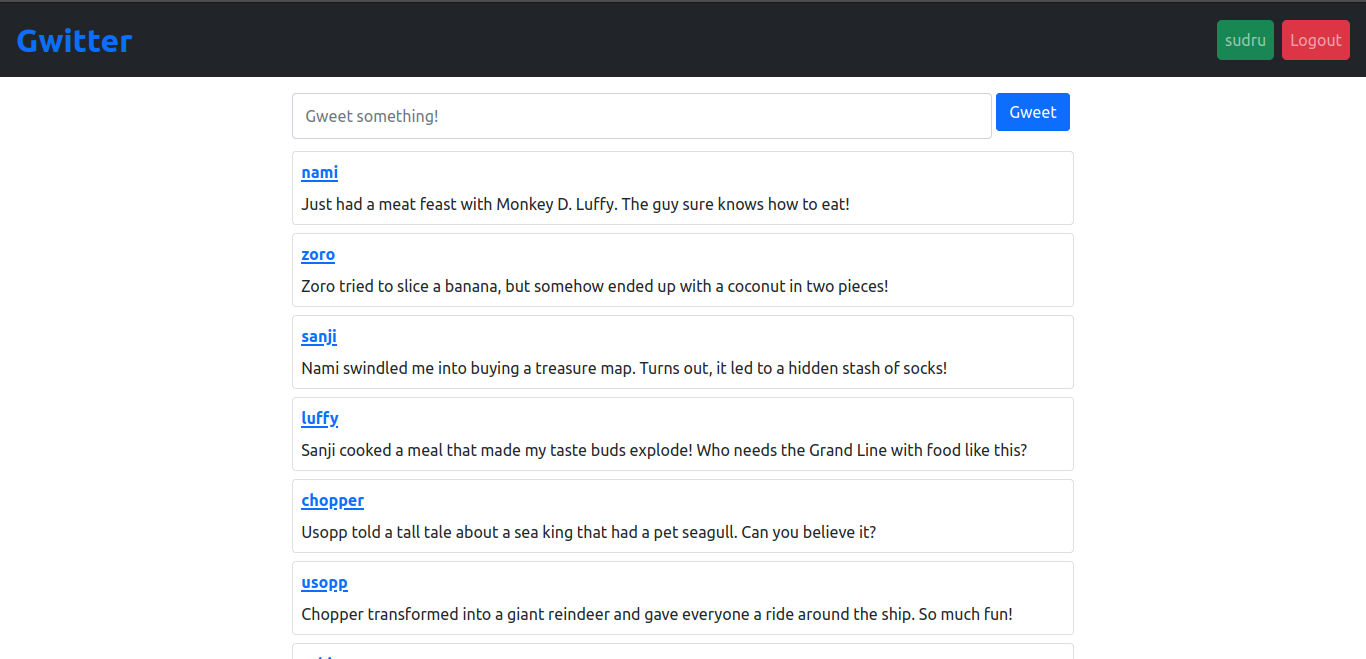 Gwitter
sudru
Logout
Gweet something!
Gweet
nami
Just had a meat feast with Monkey D. Luffy. The guy sure knows how to eat!
zoro
Zoro tried to slice a banana, but somehow ended up with a coconut in two pieces!
sanji
Nami swindled me into buying a treasure map. Turns out, it led to a hidden stash of socks!
luffy
Sanji cooked a meal that made my taste buds explode! Who needs the Grand Line with food like this?
chopper
Usopp told a tall tale about a sea king that had a pet seagull. Can you believe it?
usopp
Chopper transformed into a giant reindeer and gave everyone a ride around the ship. So much fun!